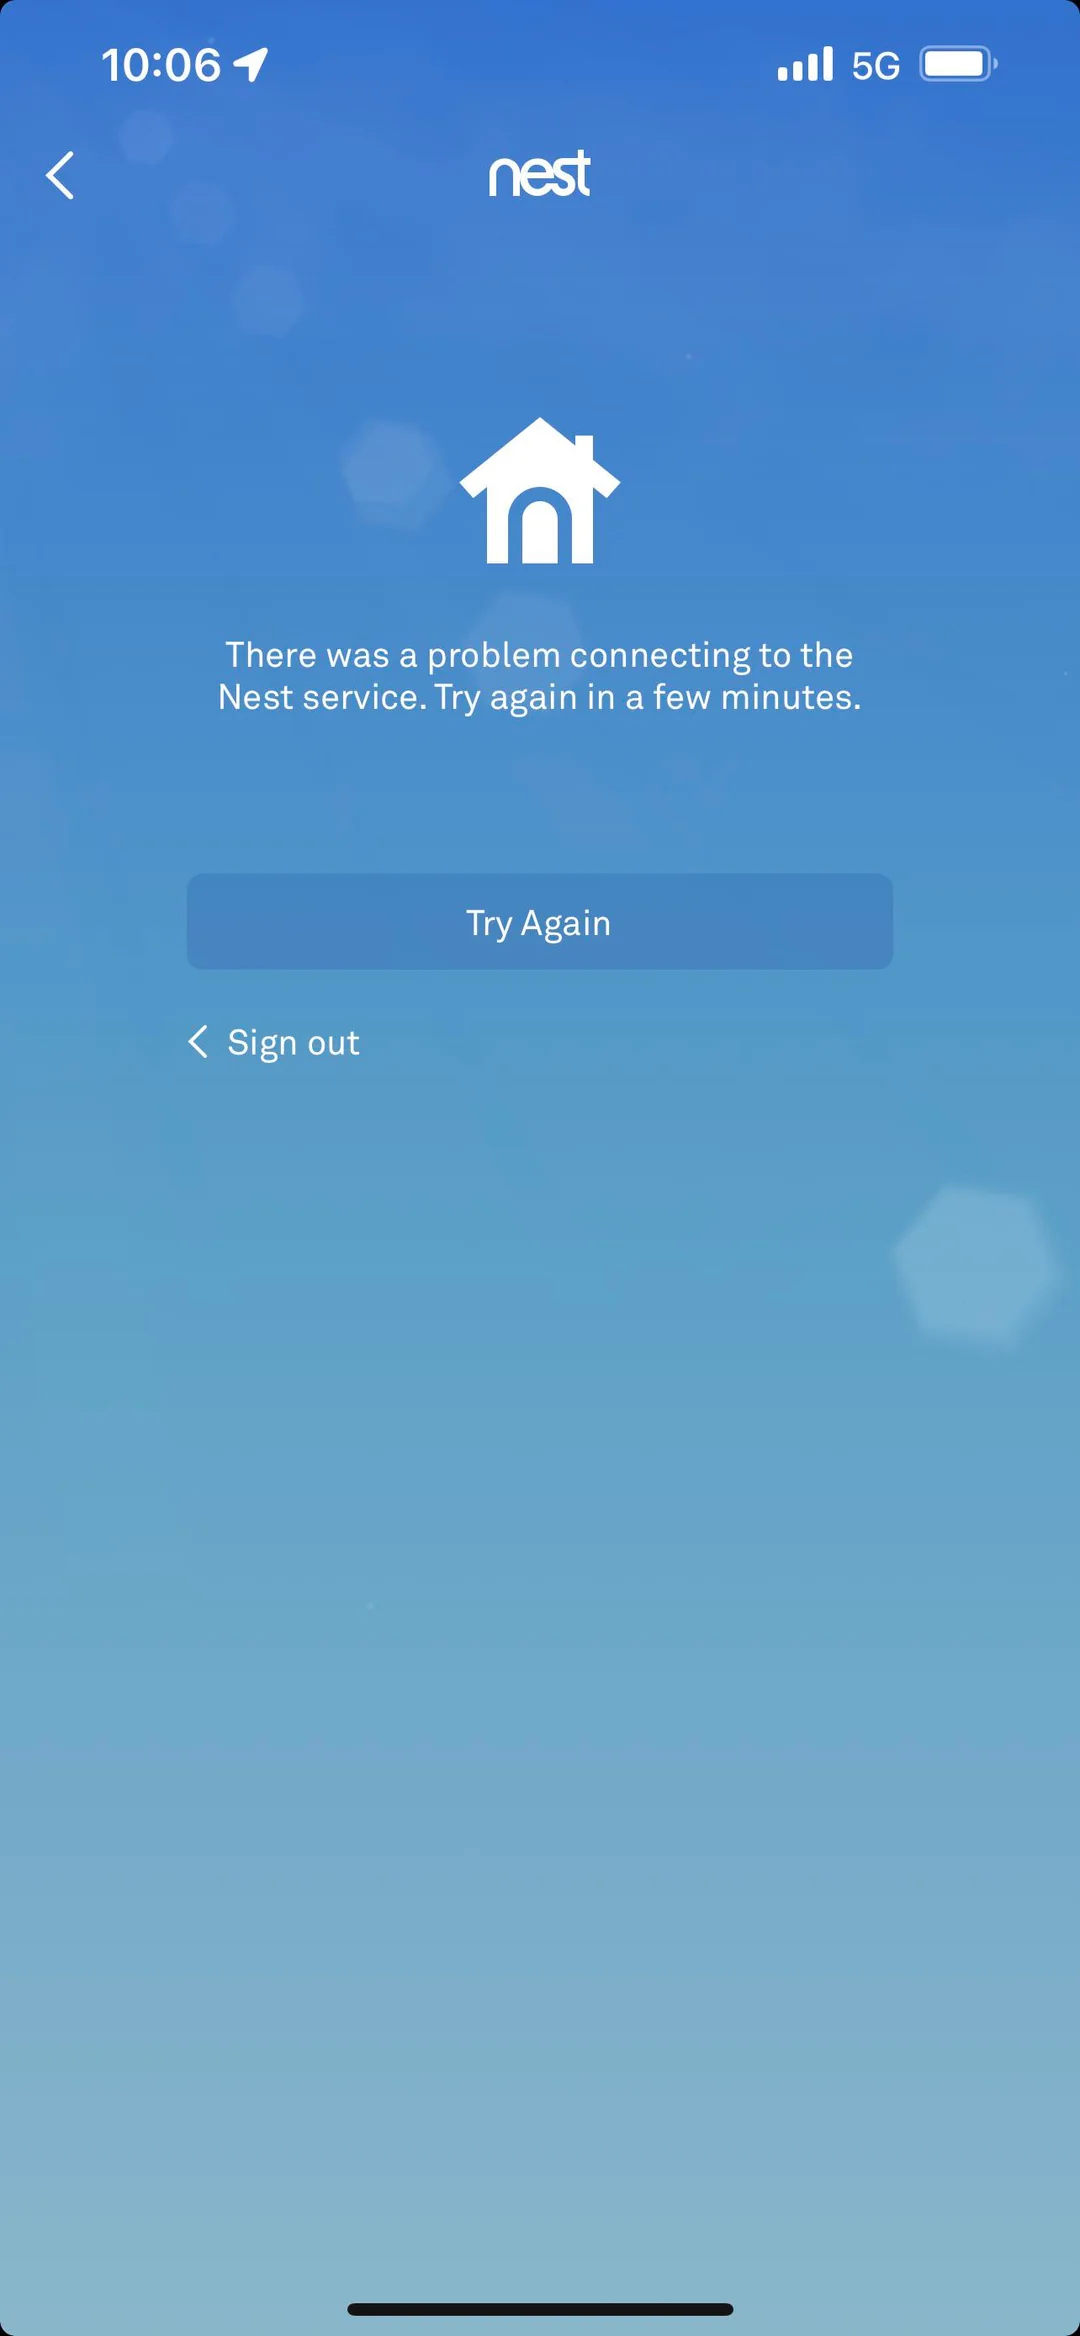 10:06
5G
nest
There was a problem connecting to the
Nest service. Try again in a few minutes.
Try Again
Sign out